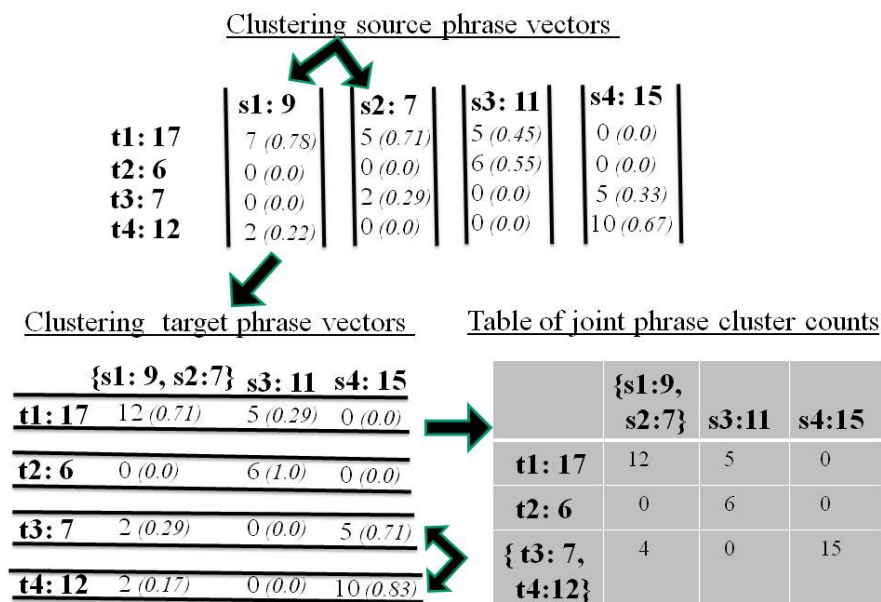 Clustering source phrase vectors
s1: 9 s2: 7 s3: 11 s4: 15
t1: 17 7 (0.78) 5 (0.71) 5 (0.45) 0 (0.0)
t2: 6 0 (0.0) 0 (0.0) 6 (0.55) 0 (0.0)
t3: 7 0 (0.0) 2 (0.29) 0 (0.0) 5 (0.33)
t4: 12 2 (0.22) 0 (0.0) 0 (0.0) 10 (0.67)
Clustering target phrase vectors
{s1: 9, s2:7} s3: 11 s4: 15
t1: 17 12 (0.71) 5 (0.29) 0 (0.0)
t2: 6 0 (0.0) 6 (1.0) 0 (0.0)
t3: 7 2 (0.29) 0 (0.0) 5 (0.71)
t4: 12 2 (0.17) 0 (0.0) 10 (0.83)
Table of joint phrase cluster counts
{s1:9,
s2:7} s3:11 s4:15
t1: 17 12 5 0
t2: 6 0 6 0
{ t3: 7, 4 0 15
t4:12}